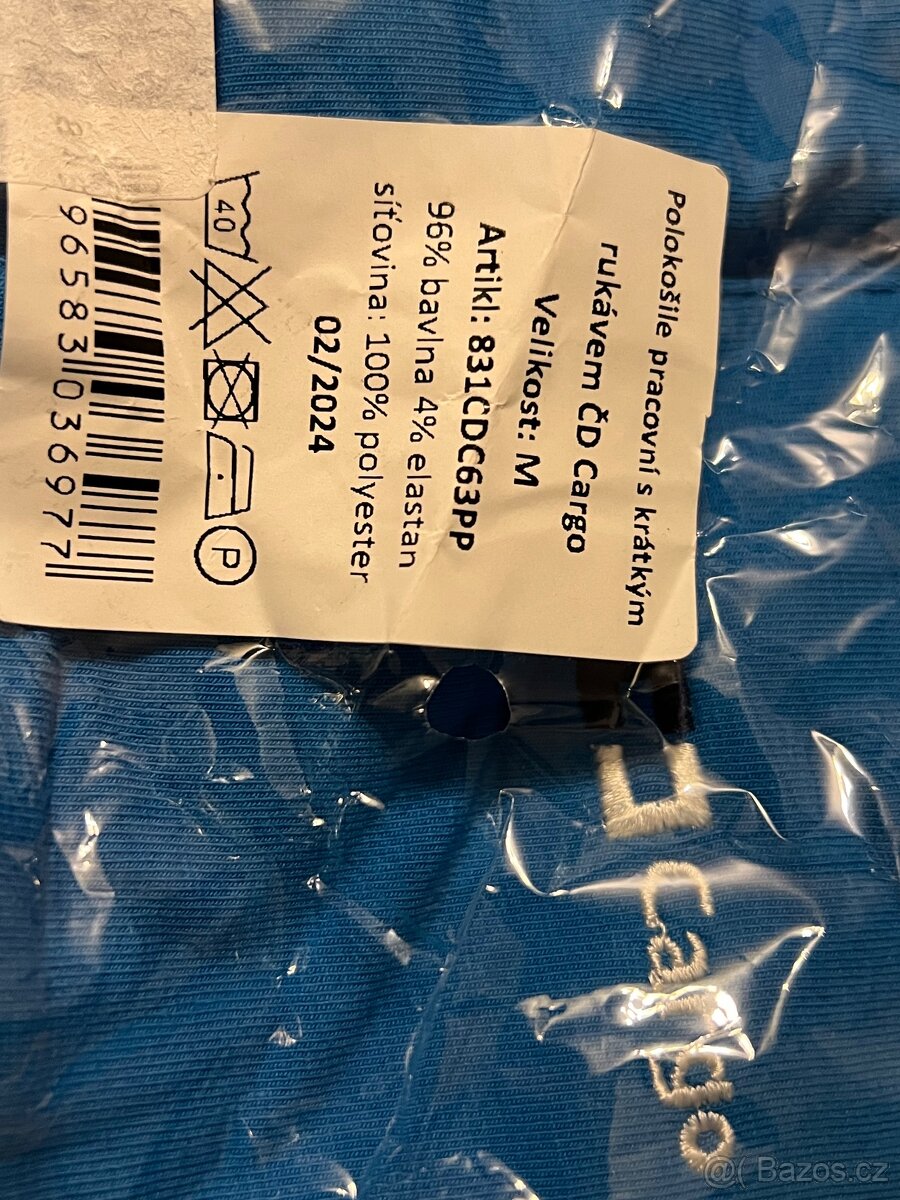 Polokošile pracovní s krátkým
rukávem ČD Cargo
Velikost: M
Artikl: 831CDC63PP
96% bavlna 4% elastan
síťovina: 100% polyester
02/2024
40
P
9658303697 7
Cargo
@( Bazos.cz